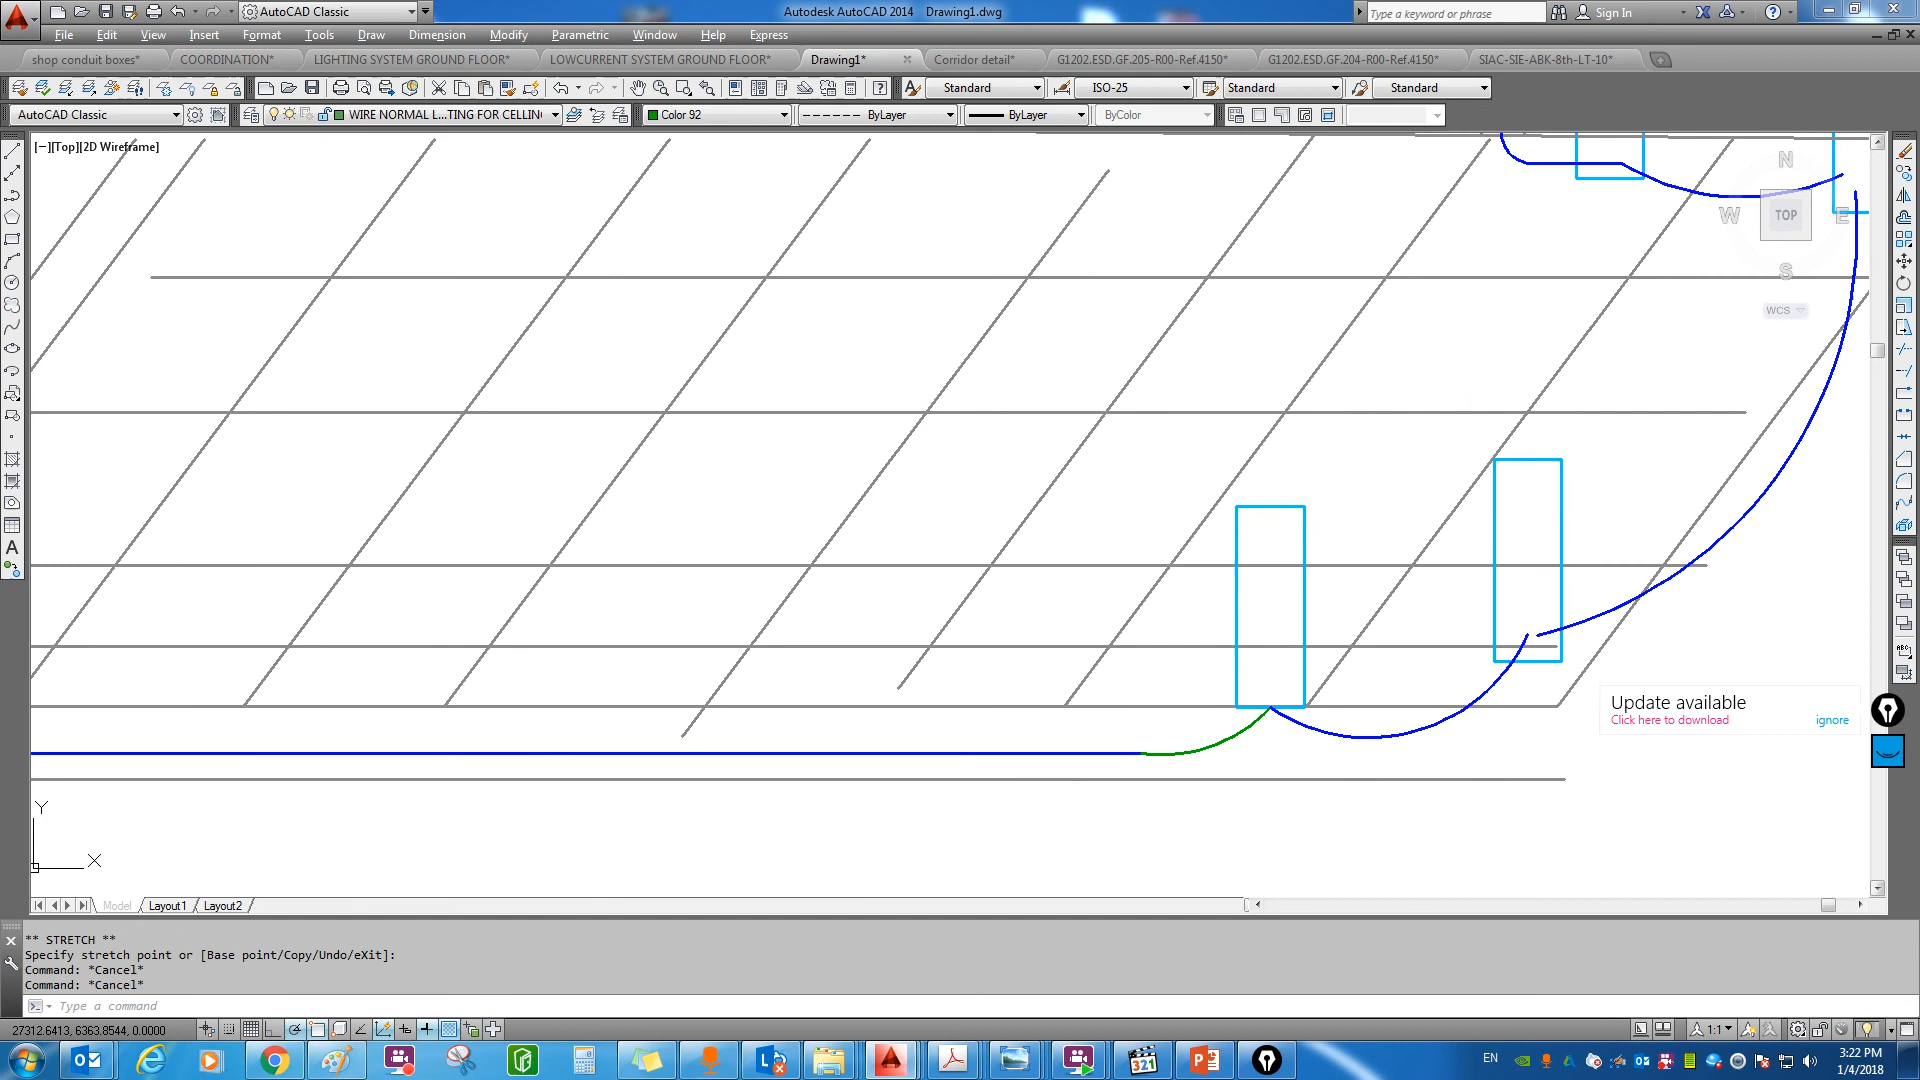 AutoCAD Classic
Autodesk AutoCAD 2014 Drawing1.dwg
Type a keyword or phrase
Sign In
File Edit View Insert Format Tools Draw Dimension Modify Parametric Window Help Express
shop conduit boxes* COORDINATION* LIGHTING SYSTEM GROUND FLOOR* LOWCURRENT SYSTEM GROUND FLOOR* Drawing1* Corridor detail* G1202.ESD.GF.205-R00-Ref.4150* G1202.ESD.GF.204-R00-Ref.4150* SIAC-SIE-ABK-8th-LT-10*
Standard ISO-25 Standard Standard
AutoCAD Classic WIRE NORMAL L...TING FOR CELLING Color 92 ByLayer ByLayer ByColor
[−][Top][2D Wireframe]
N
W TOP E
S
WCS
Update available
Click here to download ignore
Y
X
Model Layout1 Layout2
** STRETCH **
Specify stretch point or [Base point/Copy/Undo/eXit]:
Command: *Cancel*
Command: *Cancel*
Type a command
27312.6413, 6363.8544, 0.0000 1:1
EN 3:22 PM
1/4/2018